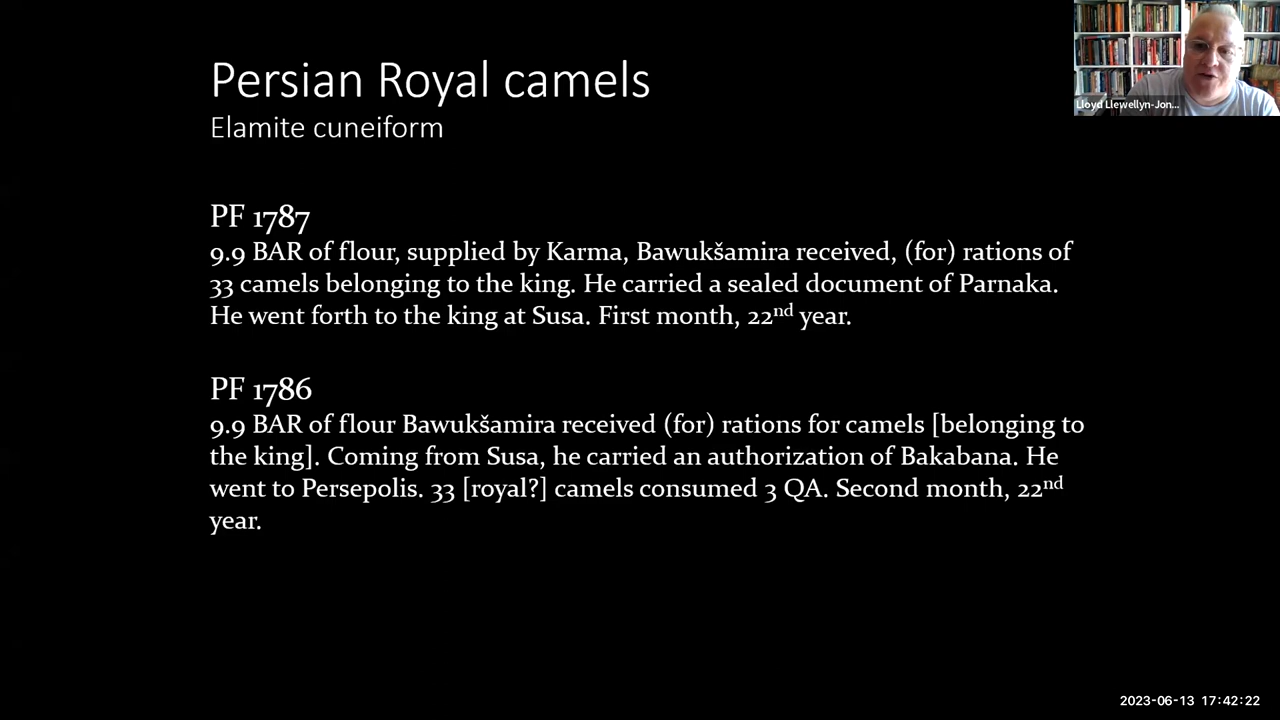 Persian Royal camels
Elamite cuneiform
Lloyd Llewellyn-Jon...
PF 1787
9.9 BAR of flour, supplied by Karma, Bawukšamira received, (for) rations of
33 camels belonging to the king. He carried a sealed document of Parnaka.
He went forth to the king at Susa. First month, 22nd year.
PF 1786
9.9 BAR of flour Bawukšamira received (for) rations for camels [belonging to
the king]. Coming from Susa, he carried an authorization of Bakabana. He
went to Persepolis. 33 [royal?] camels consumed 3 QA. Second month, 22nd
year.
2023-06-13 17:42:22